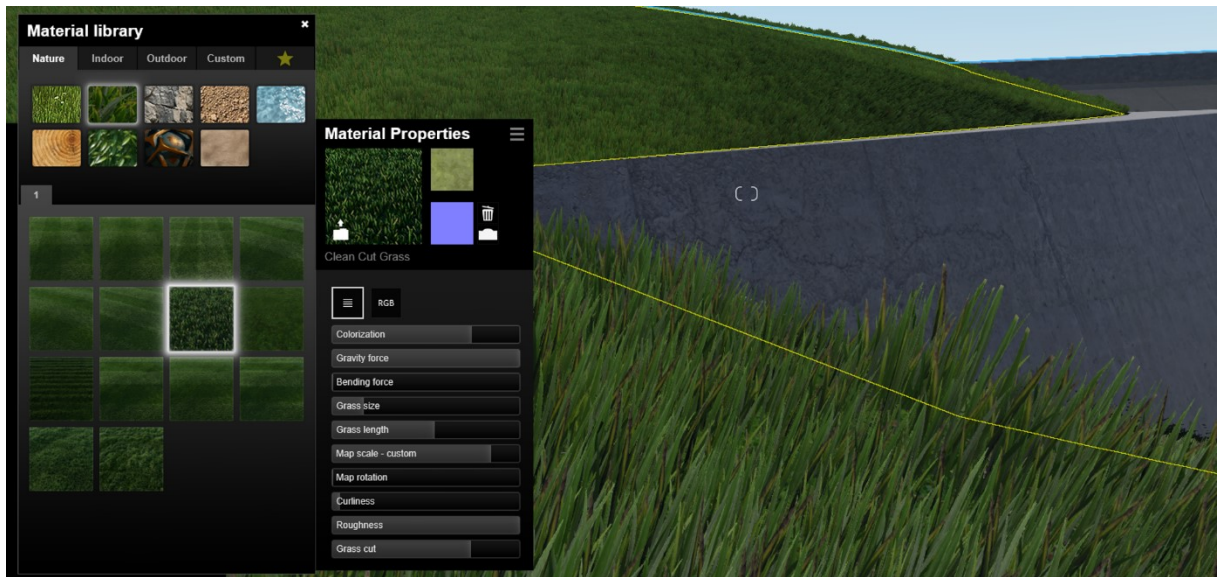 Material library
Nature Indoor Outdoor Custom
1
Material Properties
Clean Cut Grass
RGB
Colorization
Gravity force
Bending force
Grass size
Grass length
Map scale - custom
Map rotation
Curliness
Roughness
Grass cut